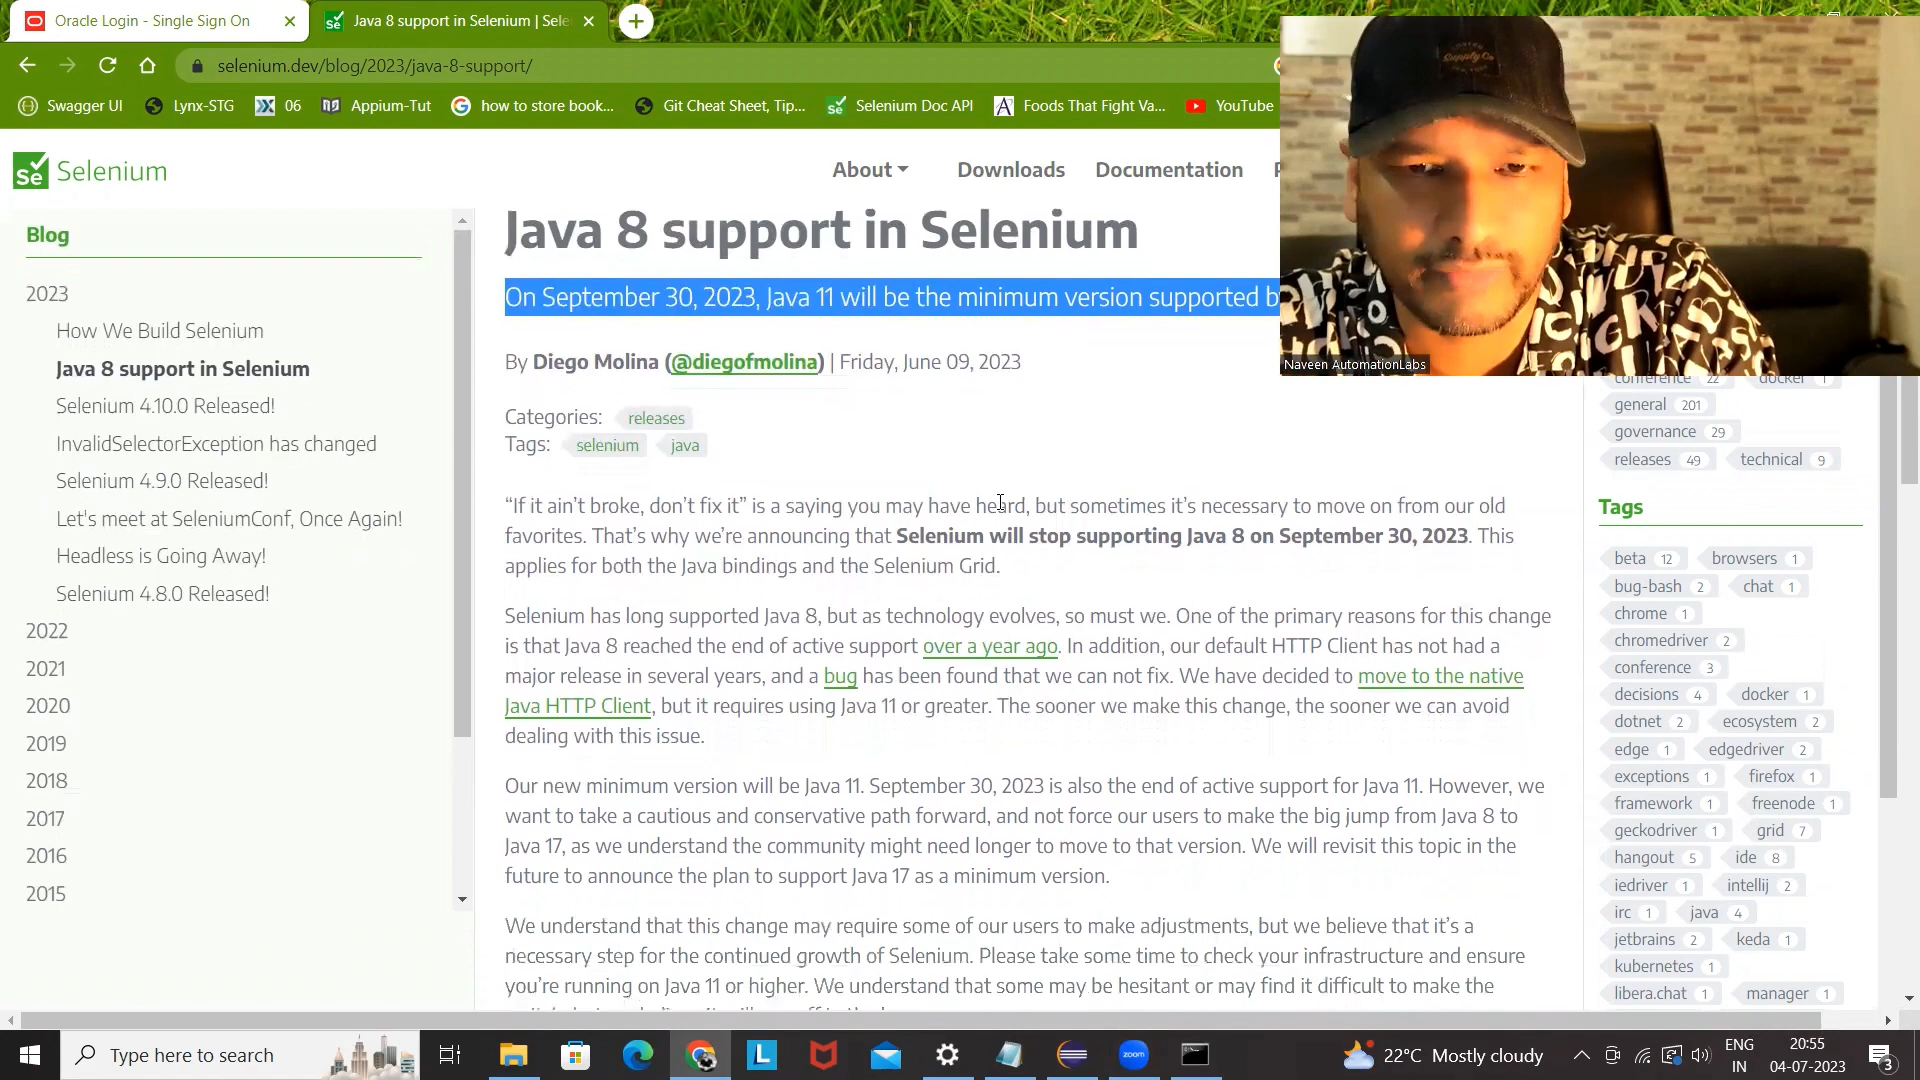 Oracle Login - Single Sign On
Java 8 support in Selenium | Sele
selenium.dev/blog/2023/java-8-support/
Swagger UI
Lynx-STG
06
Appium-Tut
how to store book...
Git Cheat Sheet, Tip...
Selenium Doc API
Foods That Fight Va...
YouTube
Se Selenium
About
Downloads
Documentation
Supply Co
Naveen AutomationLabs
Blog
2023
How We Build Selenium
Java 8 support in Selenium
Selenium 4.10.0 Released!
InvalidSelectorException has changed
Selenium 4.9.0 Released!
Let's meet at SeleniumConf, Once Again!
Headless is Going Away!
Selenium 4.8.0 Released!
2022
2021
2020
2019
2018
2017
2016
2015
Java 8 support in Selenium
On September 30, 2023, Java 11 will be the minimum version supported b
By Diego Molina (@diegofmolina) | Friday, June 09, 2023
Categories: releases
Tags: selenium java
“If it ain’t broke, don’t fix it” is a saying you may have heard, but sometimes it’s necessary to move on from our old
favorites. That’s why we’re announcing that Selenium will stop supporting Java 8 on September 30, 2023. This
applies for both the Java bindings and the Selenium Grid.
Selenium has long supported Java 8, but as technology evolves, so must we. One of the primary reasons for this change
is that Java 8 reached the end of active support over a year ago. In addition, our default HTTP Client has not had a
major release in several years, and a bug has been found that we can not fix. We have decided to move to the native
Java HTTP Client, but it requires using Java 11 or greater. The sooner we make this change, the sooner we can avoid
dealing with this issue.
Our new minimum version will be Java 11. September 30, 2023 is also the end of active support for Java 11. However, we
want to take a cautious and conservative path forward, and not force our users to make the big jump from Java 8 to
Java 17, as we understand the community might need longer to move to that version. We will revisit this topic in the
future to announce the plan to support Java 17 as a minimum version.
We understand that this change may require some of our users to make adjustments, but we believe that it’s a
necessary step for the continued growth of Selenium. Please take some time to check your infrastructure and ensure
you’re running on Java 11 or higher. We understand that some may be hesitant or may find it difficult to make the
conference 22 docker 1
general 201
governance 29
releases 49 technical 9
Tags
beta 12 browsers 1
bug-bash 2 chat 1
chrome 1
chromedriver 2
conference 3
decisions 4 docker 1
dotnet 2 ecosystem 2
edge 1 edgedriver 2
exceptions 1 firefox 1
framework 1 freenode 1
geckodriver 1 grid 7
hangout 5 ide 8
iedriver 1 intellij 2
irc 1 java 4
jetbrains 2 keda 1
kubernetes 1
libera.chat 1 manager 1
Type here to search
L
zoom
22°C Mostly cloudy
ENG
IN
20:55
04-07-2023
3